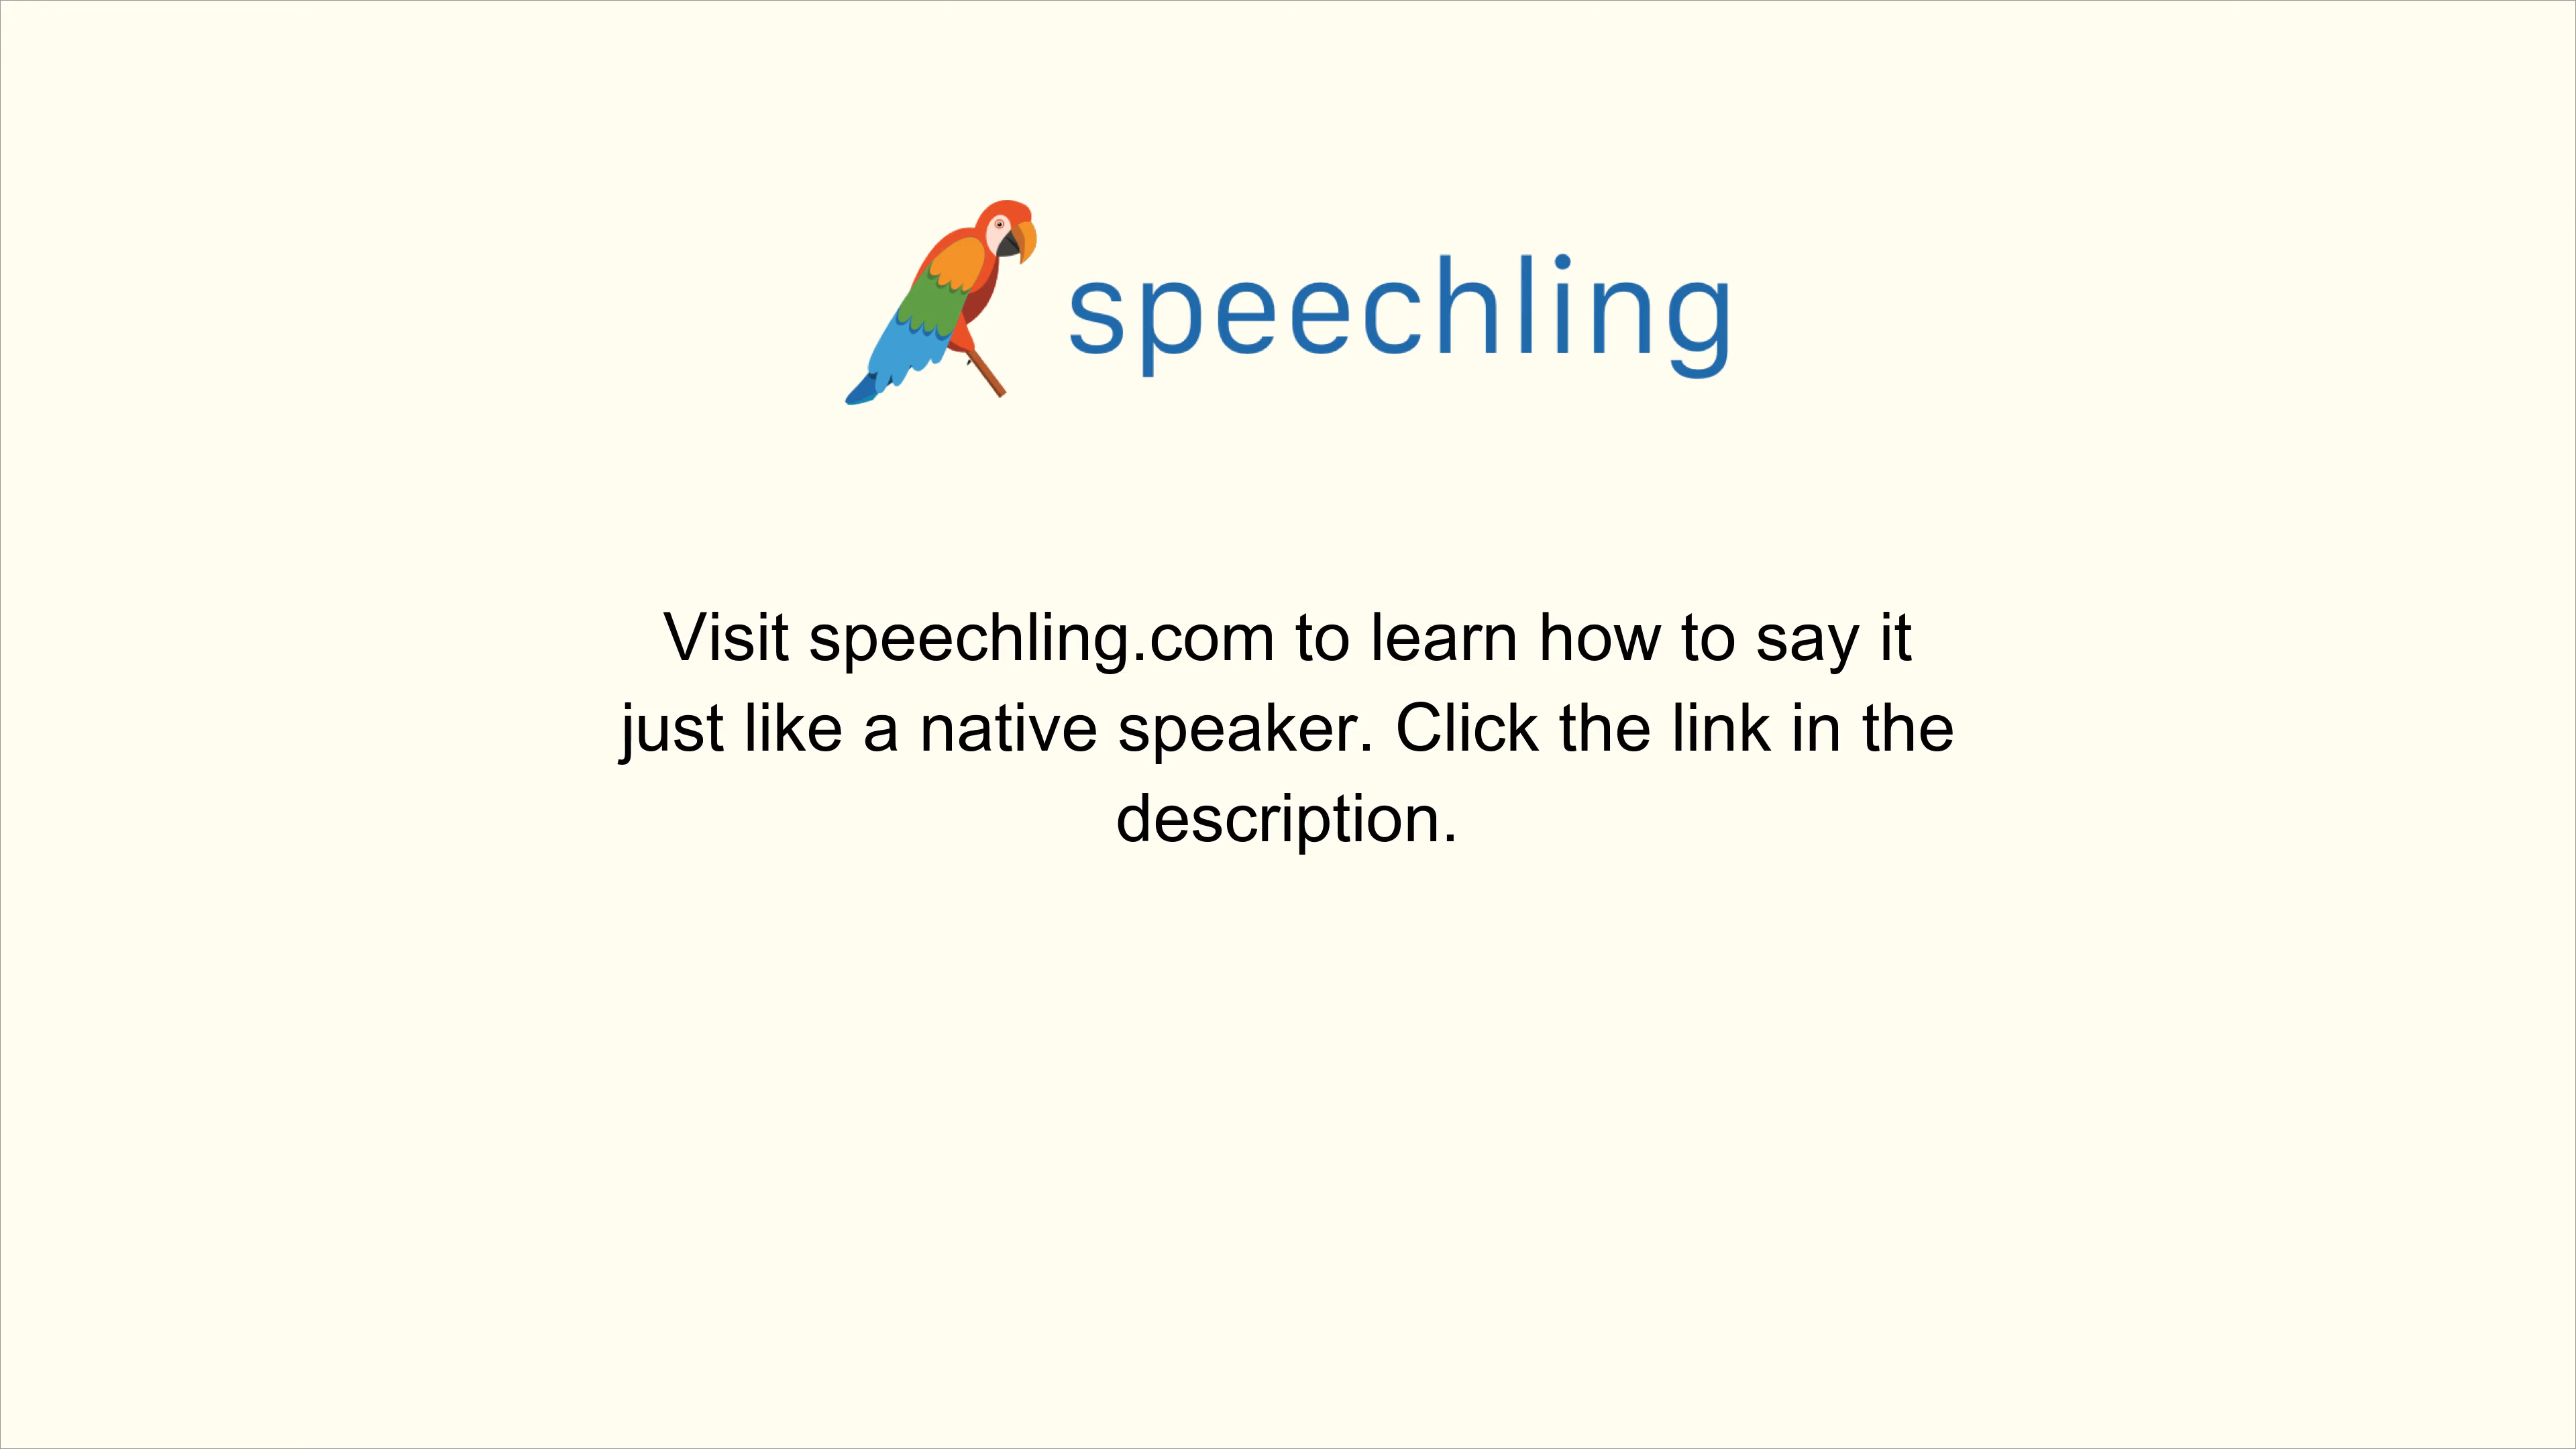 speechling
Visit speechling.com to learn how to say it
just like a native speaker. Click the link in the
description.